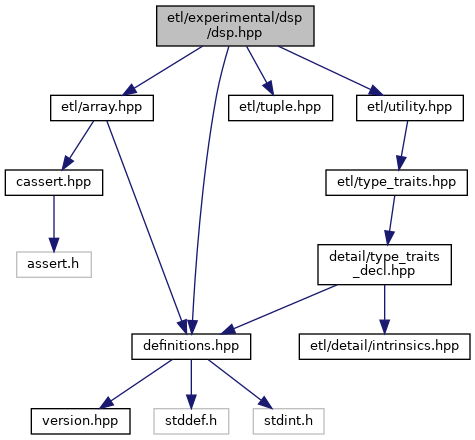 etl/experimental/dsp
/dsp.hpp
etl/array.hpp
etl/tuple.hpp
etl/utility.hpp
cassert.hpp
etl/type_traits.hpp
assert.h
detail/type_traits
_decl.hpp
definitions.hpp
etl/detail/intrinsics.hpp
version.hpp
stddef.h
stdint.h